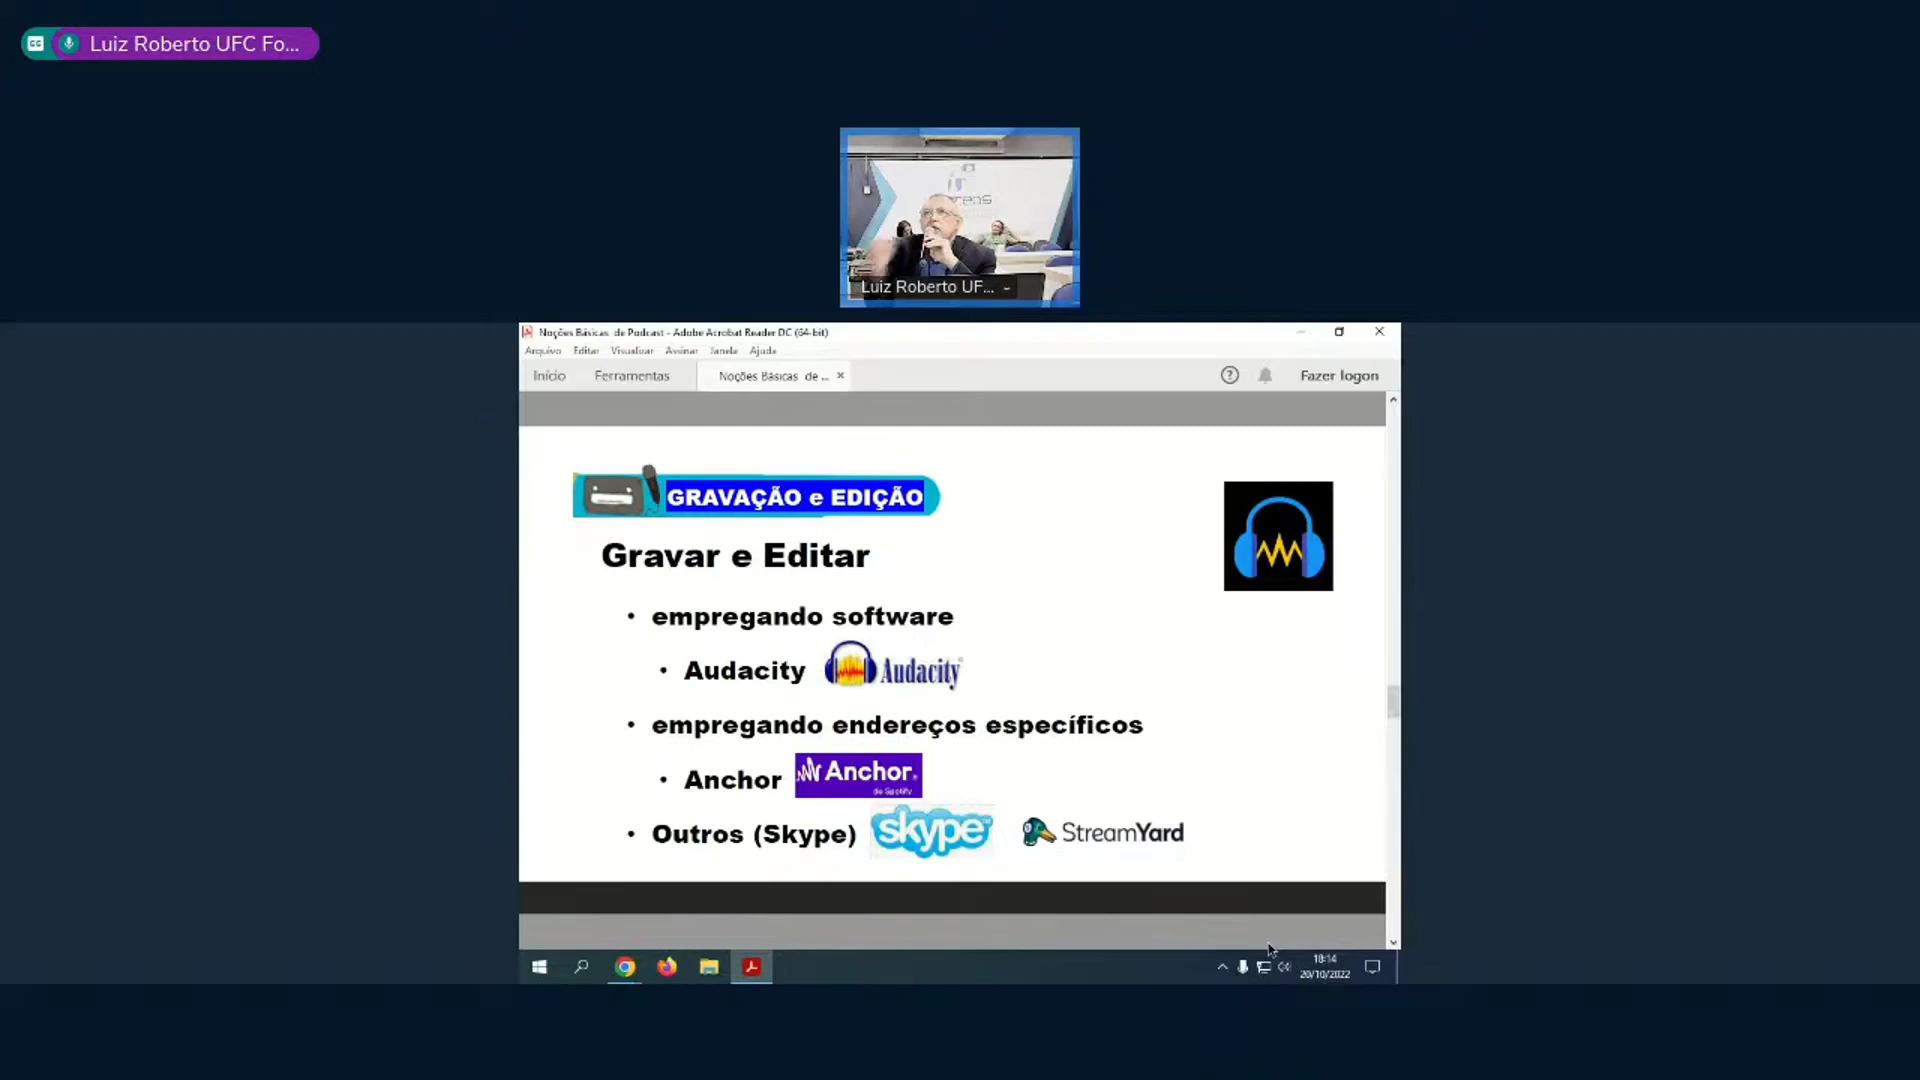 Luiz Roberto UFC Fo...
Luiz Roberto UF...
Noções Básicas de Podcast - Adobe Acrobat Reader DC (64-bit)
Arquivo Editar Visualizar Assinar Janela Ajuda
Início Ferramentas Noções Básicas de ... Fazer logon
GRAVAÇÃO e EDIÇÃO
Gravar e Editar
• empregando software
• Audacity Audacity
• empregando endereços específicos
• Anchor Anchor
do Spotify
• Outros (Skype) skype StreamYard
18:14
20/10/2022